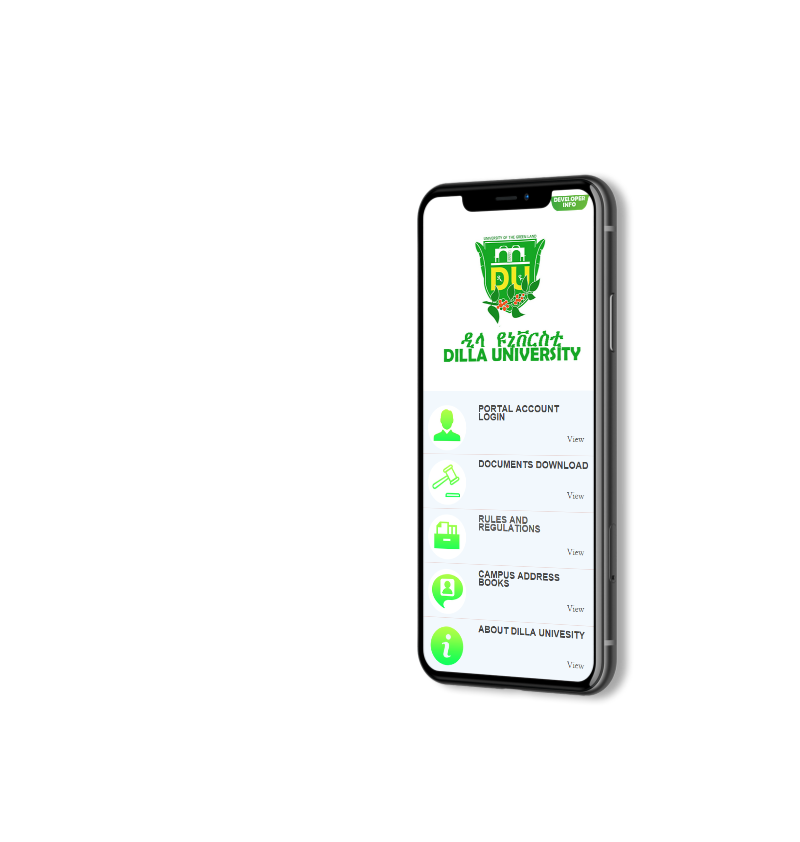 DEVELOPER
INFO
UNIVERSITY OF THE GREEN LAND
DU
ዲላ ዩኒቨርስቲ
DILLA UNIVERSITY
PORTAL ACCOUNT
LOGIN
View
DOCUMENTS DOWNLOAD
View
RULES AND
REGULATIONS
View
CAMPUS ADDRESS
BOOKS
View
ABOUT DILLA UNIVESITY
View